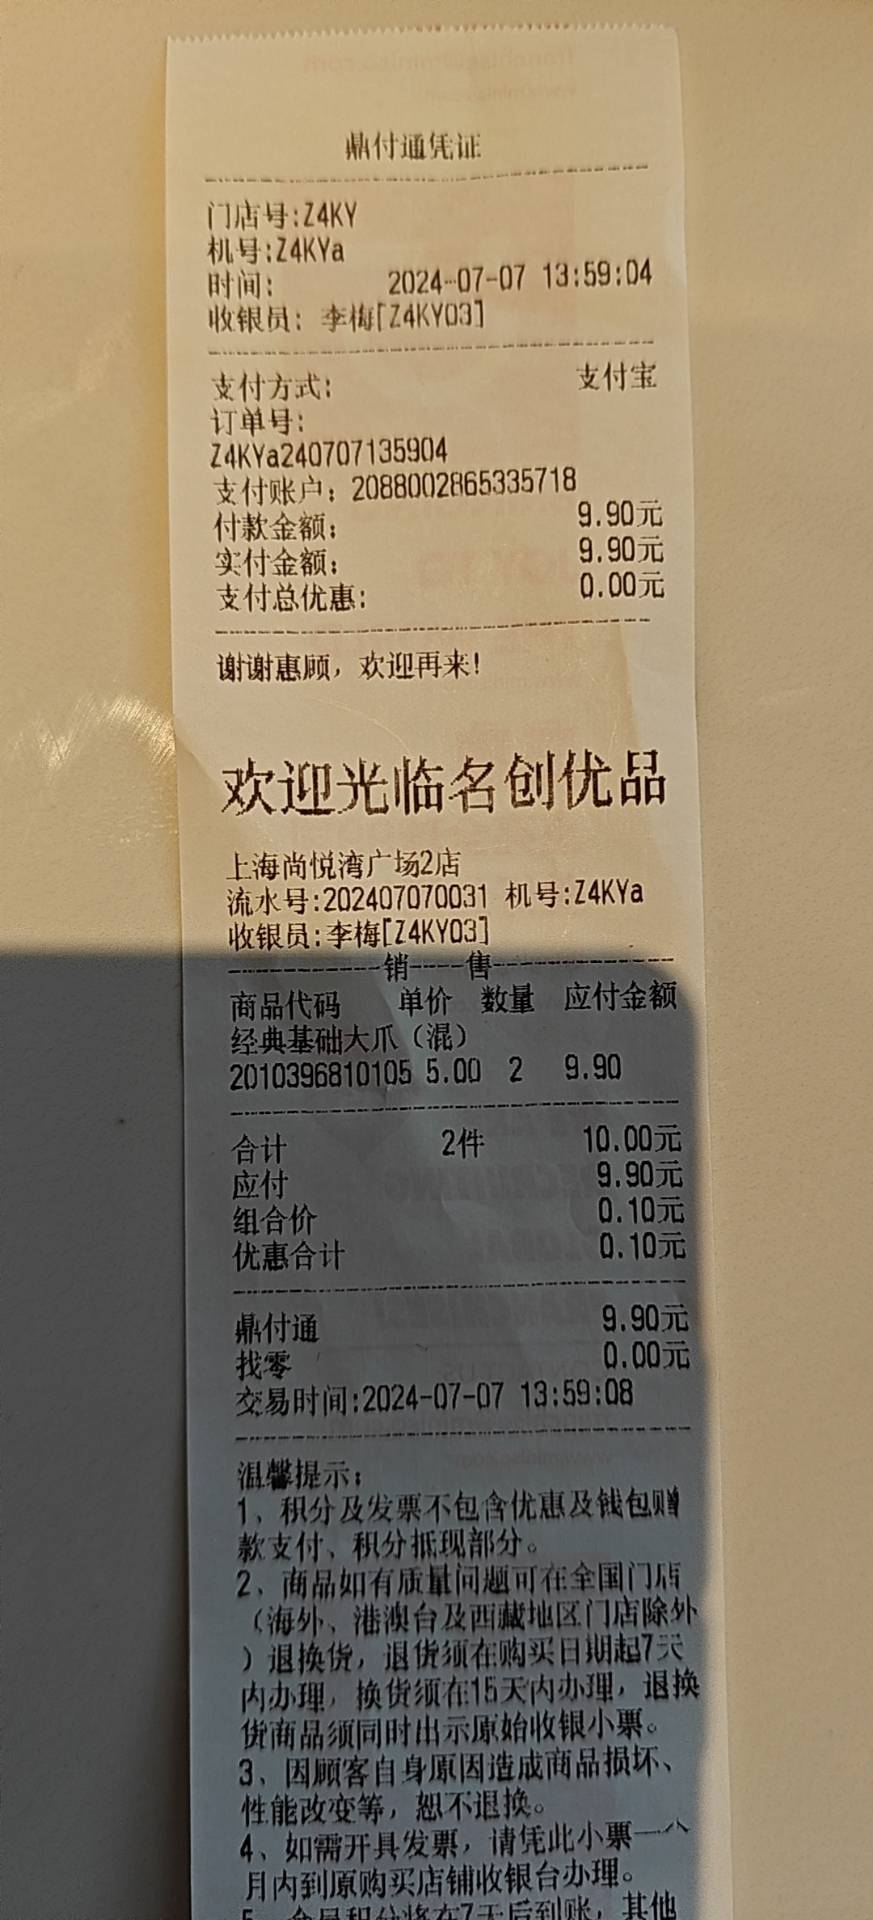 鼎付通凭证
门店号:Z4KY
机号:Z4KYa
时间: 2024-07-07 13:59:04
收银员: 李梅[Z4KY03]
支付方式: 支付宝
订单号:
Z4KYa240707135904
支付账户: 2088002865335718
付款金额: 9.90元
实付金额: 9.90元
支付总优惠: 0.00元
谢谢惠顾，欢迎再来!
欢迎光临名创优品
上海尚悦湾广场2店
流水号:202407070031 机号:Z4KYa
收银员:李梅[Z4KY03]
销----售
商品代码 单价 数量 应付金额
经典基础大爪（混）
2010396810105 5.00 2 9.90
合计 2件 10.00元
应付 9.90元
组合价 0.10元
优惠合计 0.10元
鼎付通 9.90元
找零 0.00元
交易时间:2024-07-07 13:59:08
温馨提示:
1、积分及发票不包含优惠及钱包赠
款支付、积分抵现部分。
2、商品如有质量问题可在全国门店
（海外、港澳台及西藏地区门店除外
）退换货，退货须在购买日期起7天
内办理，换货须在15天内办理，退换
货商品须同时出示原始收银小票。
3、因顾客自身原因造成商品损坏、
性能改变等，恕不退换。
4、如需开具发票，请凭此小票一个
月内到原购买店铺收银台办理。
5、会员积分将在7天后到账，其他